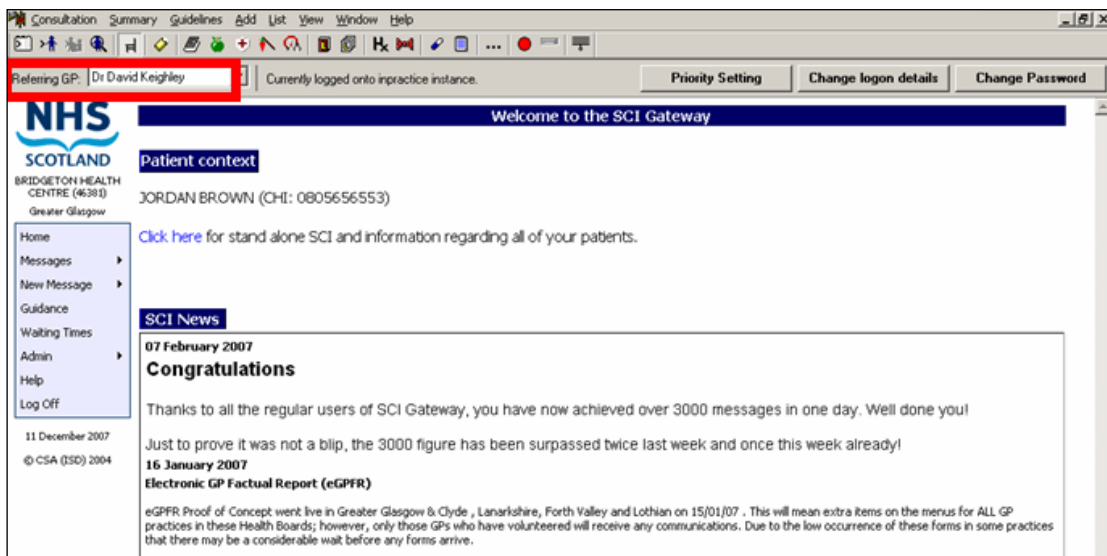 Consultation Summary Guidelines Add List View Window Help
Referring GP: Dr David Keighley Currently logged onto inpractice instance. Priority Setting Change logon details Change Password
NHS
SCOTLAND
BRIDGETON HEALTH
CENTRE (46381)
Greater Glasgow
Home
Messages
New Message
Guidance
Waiting Times
Admin
Help
Log Off
11 December 2007
© CSA (ISD) 2004
Welcome to the SCI Gateway
Patient context
JORDAN BROWN (CHI: 0805656553)
Click here for stand alone SCI and information regarding all of your patients.
SCI News
07 February 2007
Congratulations
Thanks to all the regular users of SCI Gateway, you have now achieved over 3000 messages in one day. Well done you!
Just to prove it was not a blip, the 3000 figure has been surpassed twice last week and once this week already!
16 January 2007
Electronic GP Factual Report (eGPFR)
eGPFR Proof of Concept went live in Greater Glasgow & Clyde , Lanarkshire, Forth Valley and Lothian on 15/01/07 . This will mean extra items on the menus for ALL GP
practices in these Health Boards; however, only those GPs who have volunteered will receive any communications. Due to the low occurrence of these forms in some practices
that there may be a considerable wait before any forms arrive.